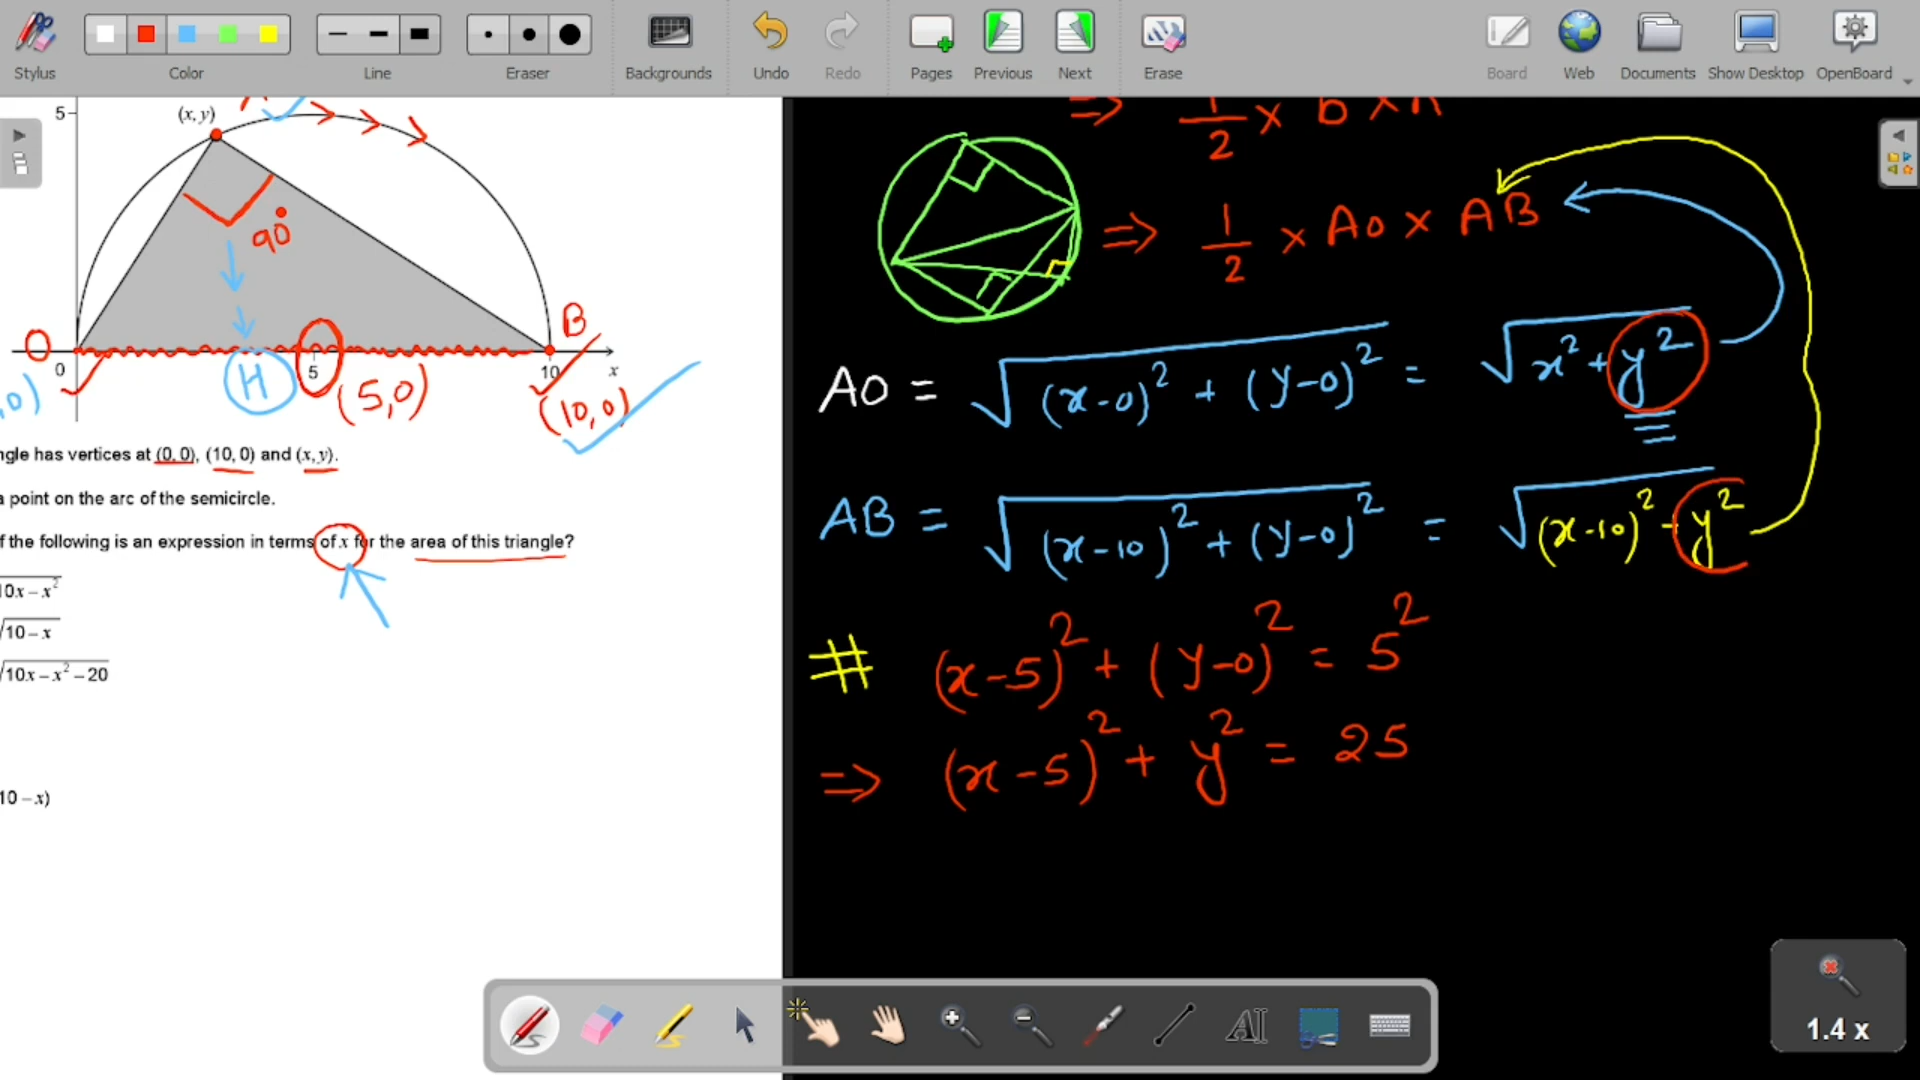 Stylus Color Line Eraser Backgrounds Undo Redo Pages Previous Next Erase Board Web Documents Show Desktop OpenBoard
5
(x, y)
90
O
B
0
H
5
10
x
,0)
(5,0)
(10,0)
ngle has vertices at (0, 0), (10, 0) and (x, y).
a point on the arc of the semicircle.
f the following is an expression in terms of x for the area of this triangle?
10x – x²
√10 – x
√10x – x² – 20
10 – x)
=> 1/2 x b x h
=> 1/2 x AO x AB
AO = √(x-0)² + (y-0)² = √x² + y²
AB = √(x-10)² + (y-0)² = √(x-10)² + y²
# (x-5)² + (y-0)² = 5²
=> (x-5)² + y² = 25
AI
1.4 x